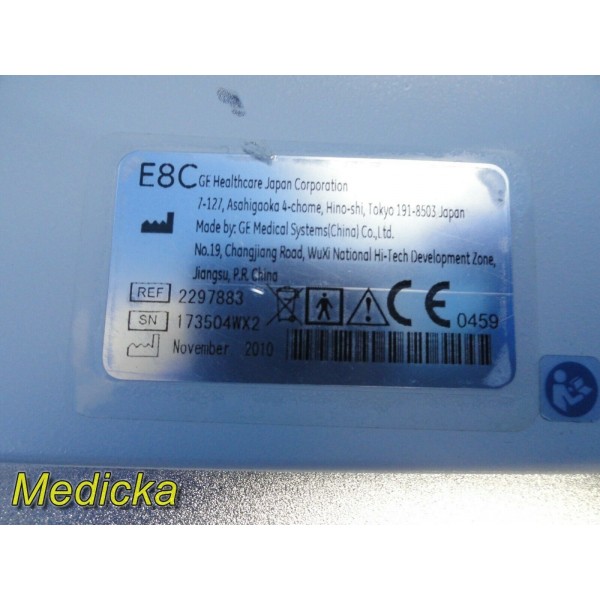 E8C GE Healthcare Japan Corporation
7-127, Asahigaoka 4-chome, Hino-shi, Tokyo 191-8503 Japan
Made by: GE Medical Systems(China) Co., Ltd.
No.19, Changjiang Road, WuXi National Hi-Tech Development Zone,
Jiangsu, P.R. China
REF 2297883
SN 173504WX2
CE 0459
November 2010
Medicka